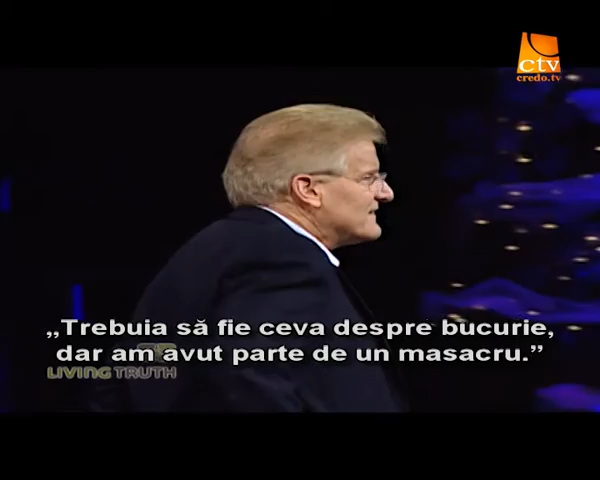 ctv
credo.tv
„Trebuia să fie ceva despre bucurie,
dar am avut parte de un masacru.”
LIVING TRUTH